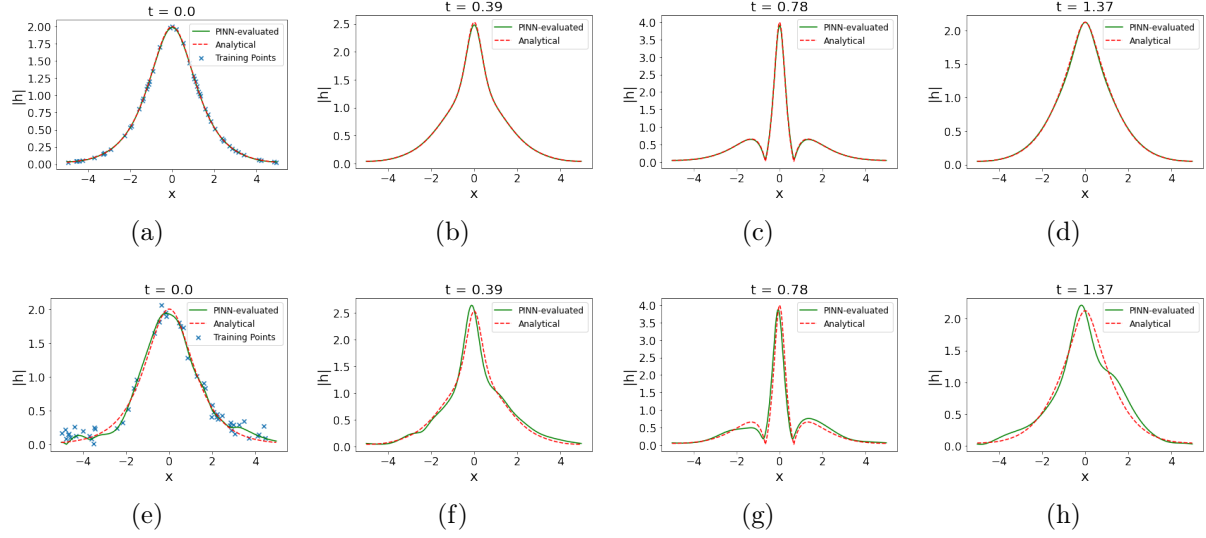 t = 0.0
PINN-evaluated
Analytical
Training Points
|h|
2.00
1.75
1.50
1.25
1.00
0.75
0.50
0.25
0.00
−4 −2 0 2 4
x
(a)
t = 0.39
PINN-evaluated
Analytical
|h|
2.5
2.0
1.5
1.0
0.5
0.0
−4 −2 0 2 4
x
(b)
t = 0.78
PINN-evaluated
Analytical
|h|
4.0
3.5
3.0
2.5
2.0
1.5
1.0
0.5
0.0
−4 −2 0 2 4
x
(c)
t = 1.37
PINN-evaluated
Analytical
|h|
2.0
1.5
1.0
0.5
0.0
−4 −2 0 2 4
x
(d)
t = 0.0
PINN-evaluated
Analytical
Training Points
|h|
2.0
1.5
1.0
0.5
0.0
−4 −2 0 2 4
x
(e)
t = 0.39
PINN-evaluated
Analytical
|h|
2.5
2.0
1.5
1.0
0.5
0.0
−4 −2 0 2 4
x
(f)
t = 0.78
PINN-evaluated
Analytical
|h|
4.0
3.5
3.0
2.5
2.0
1.5
1.0
0.5
0.0
−4 −2 0 2 4
x
(g)
t = 1.37
PINN-evaluated
Analytical
|h|
2.0
1.5
1.0
0.5
0.0
−4 −2 0 2 4
x
(h)